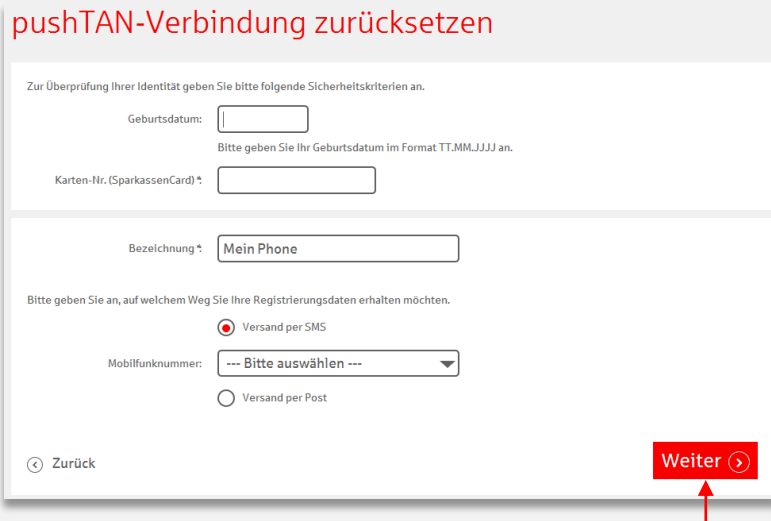 pushTAN-Verbindung zurücksetzen
Zur Überprüfung Ihrer Identität geben Sie bitte folgende Sicherheitskriterien an.
Geburtsdatum:
Bitte geben Sie Ihr Geburtsdatum im Format TT.MM.JJJJ an.
Karten-Nr. (SparkassenCard) *:
Bezeichnung *: Mein Phone
Bitte geben Sie an, auf welchem Weg Sie Ihre Registrierungsdaten erhalten möchten.
Versand per SMS
Mobilfunknummer: --- Bitte auswählen ---
Versand per Post
Zurück Weiter